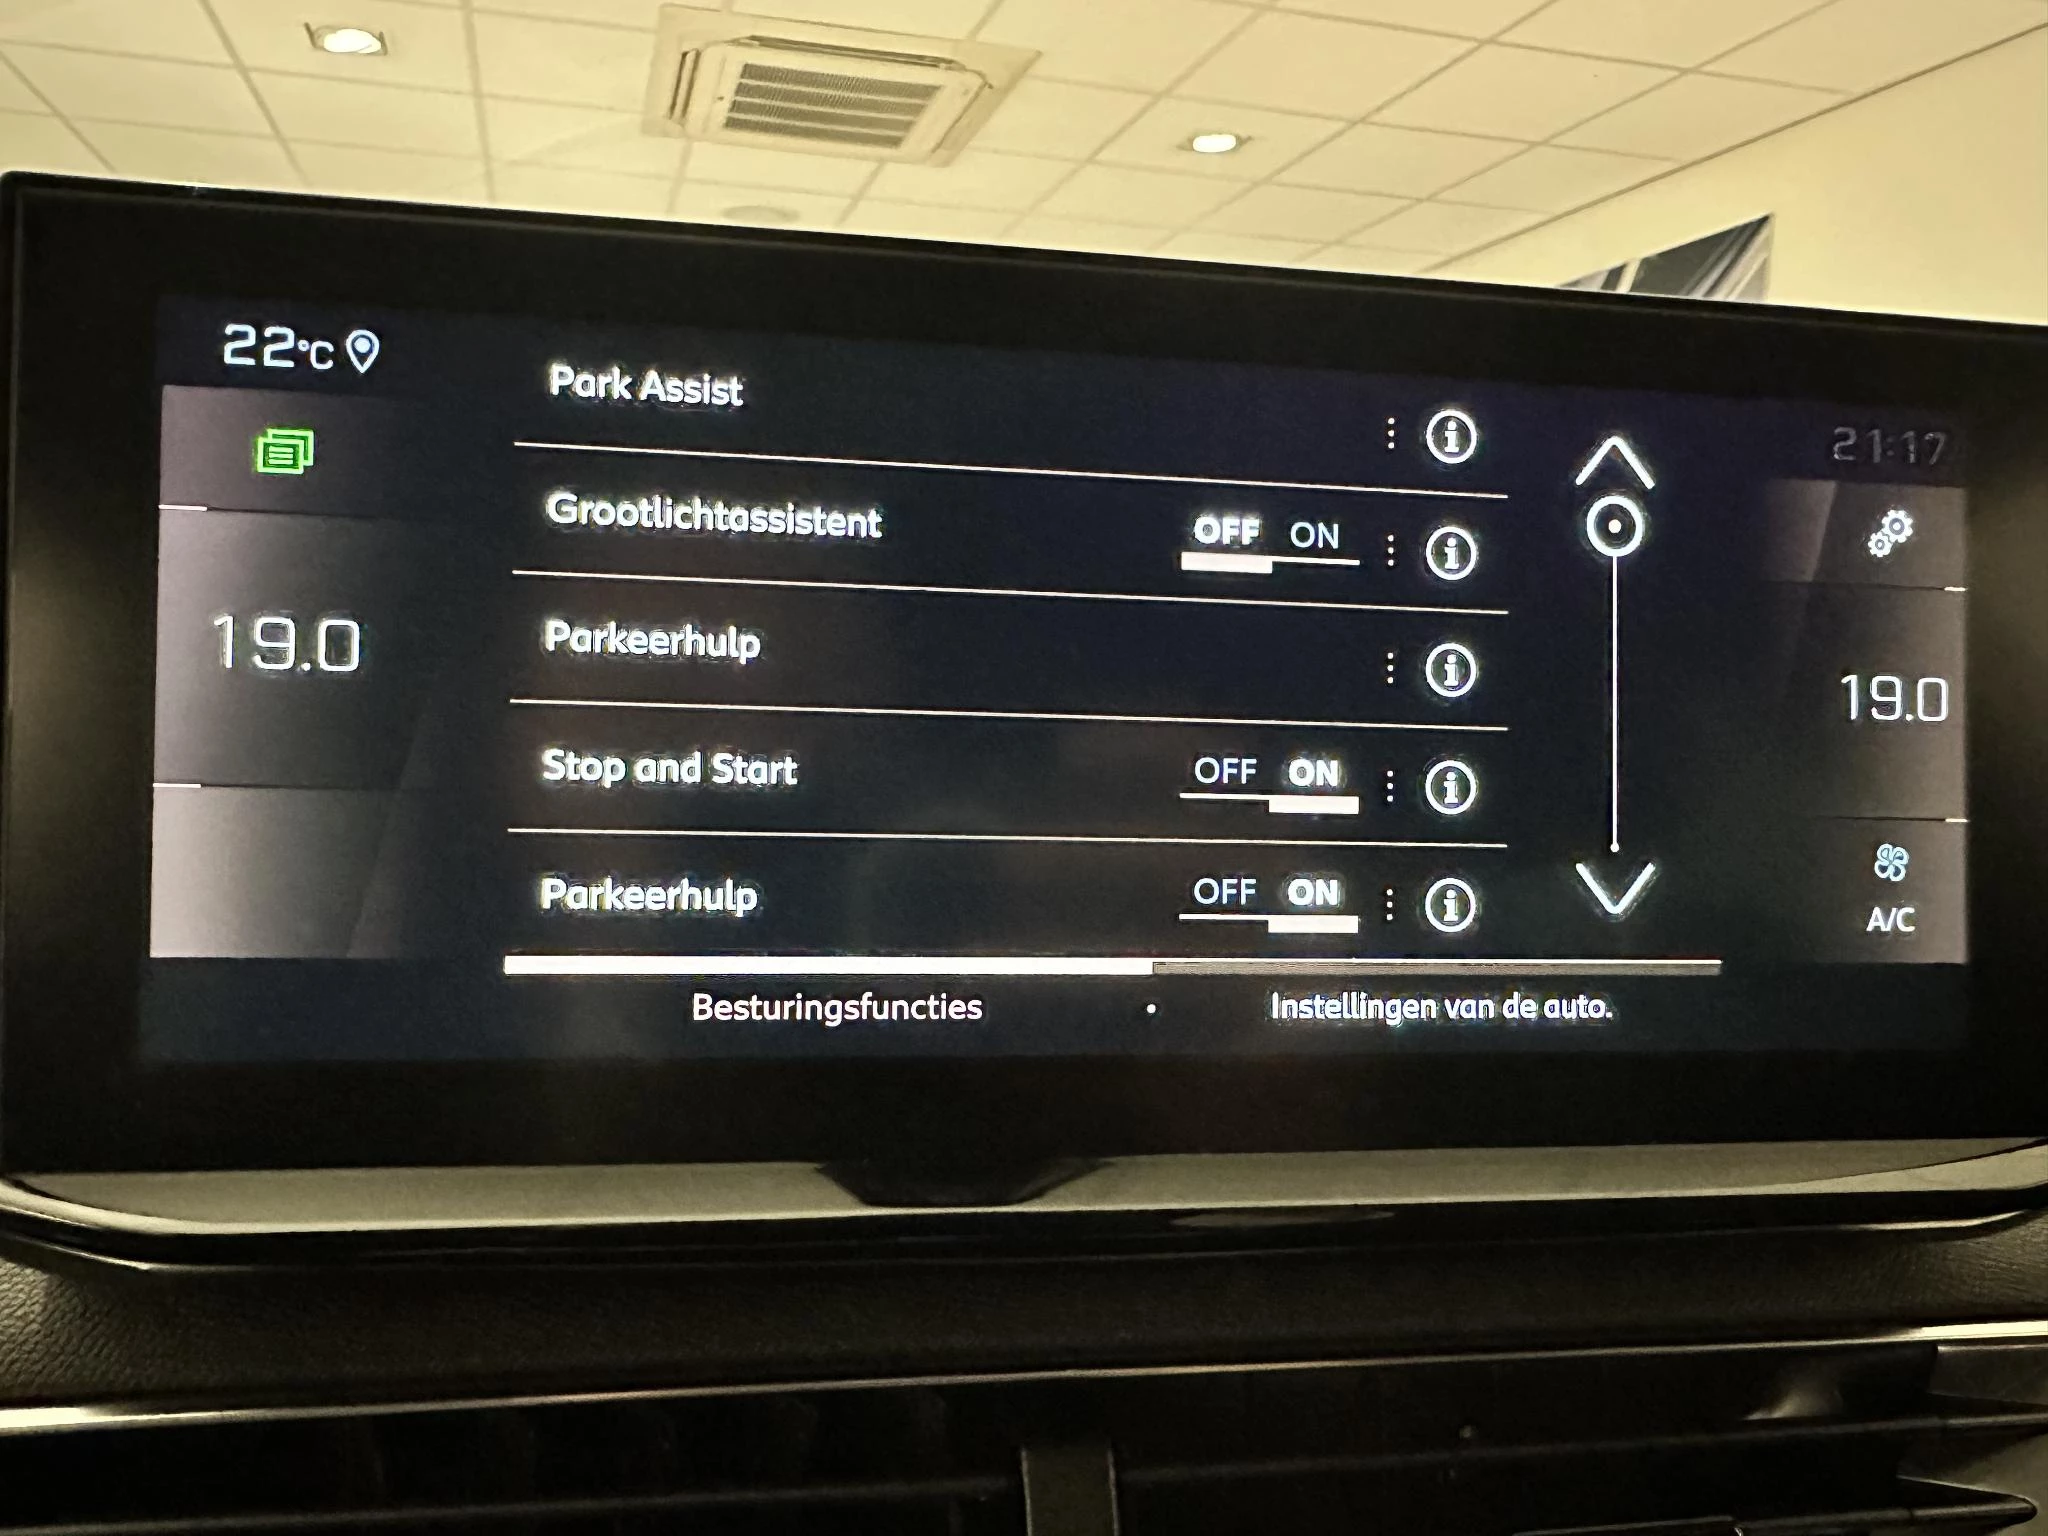 22°C
Park Assist
21:17
Grootlichtassistent OFF ON
Parkeerhulp
19.0
19.0
Stop and Start OFF ON
Parkeerhulp OFF ON
A/C
Besturingsfuncties
Instellingen van de auto.